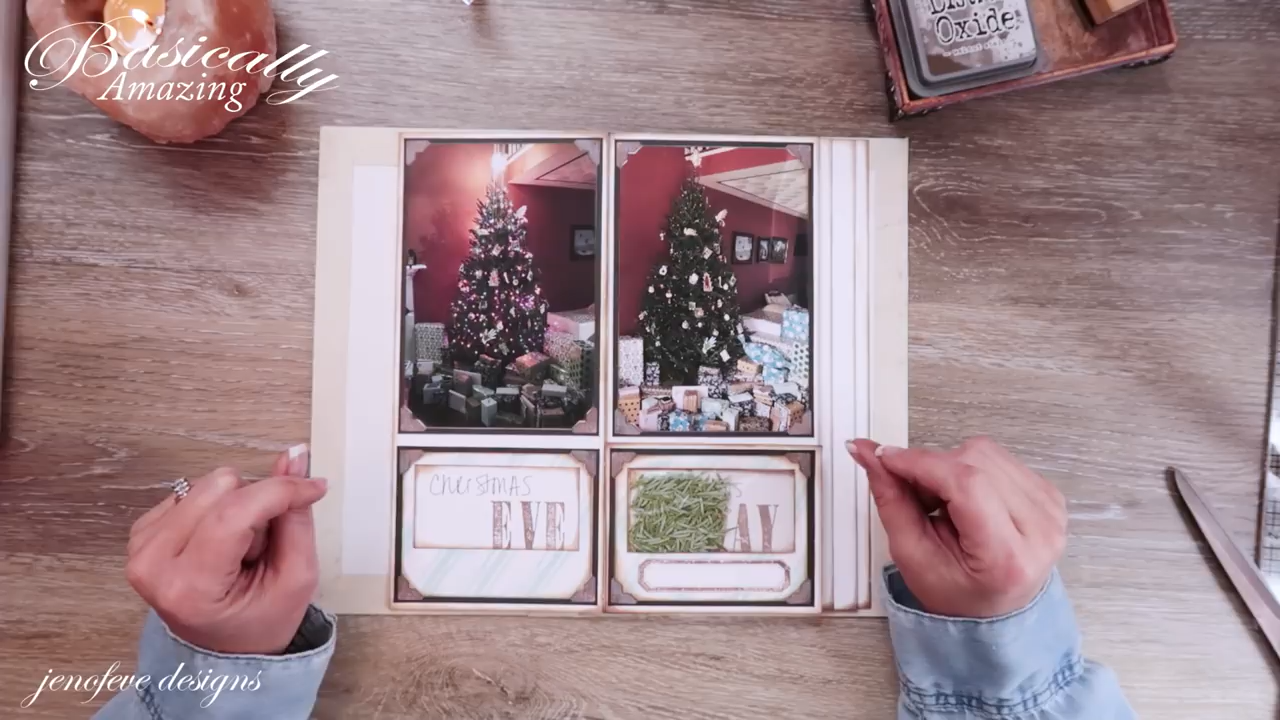 Basically
Amazing
Distress
Oxide
Christmas
EVE
AY
jenofeve designs